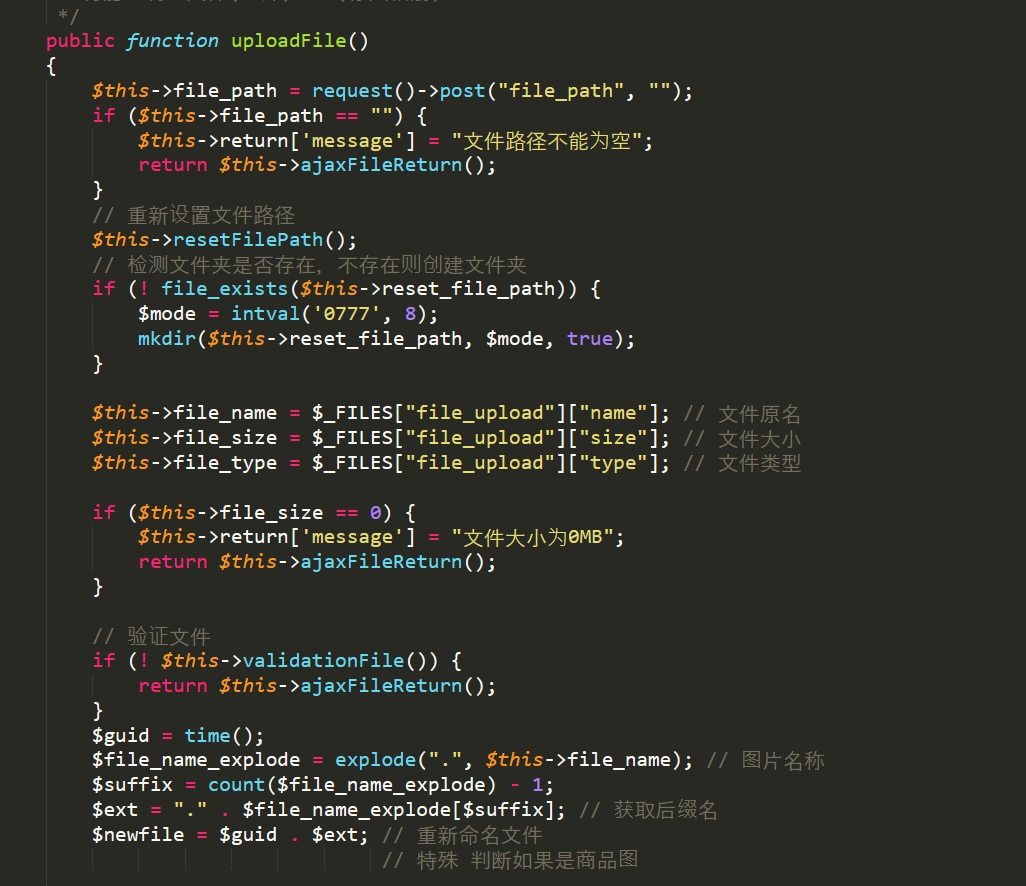 */
public function uploadFile()
{
$this->file_path = request()->post("file_path", "");
if ($this->file_path == "") {
$this->return['message'] = "文件路径不能为空";
return $this->ajaxFileReturn();
}
// 重新设置文件路径
$this->resetFilePath();
// 检测文件夹是否存在，不存在则创建文件夹
if (! file_exists($this->reset_file_path)) {
$mode = intval('0777', 8);
mkdir($this->reset_file_path, $mode, true);
}
$this->file_name = $_FILES["file_upload"]["name"]; // 文件原名
$this->file_size = $_FILES["file_upload"]["size"]; // 文件大小
$this->file_type = $_FILES["file_upload"]["type"]; // 文件类型
if ($this->file_size == 0) {
$this->return['message'] = "文件大小为0MB";
return $this->ajaxFileReturn();
}
// 验证文件
if (! $this->validationFile()) {
return $this->ajaxFileReturn();
}
$guid = time();
$file_name_explode = explode(".", $this->file_name); // 图片名称
$suffix = count($file_name_explode) - 1;
$ext = "." . $file_name_explode[$suffix]; // 获取后缀名
$newfile = $guid . $ext; // 重新命名文件
// 特殊 判断如果是商品图